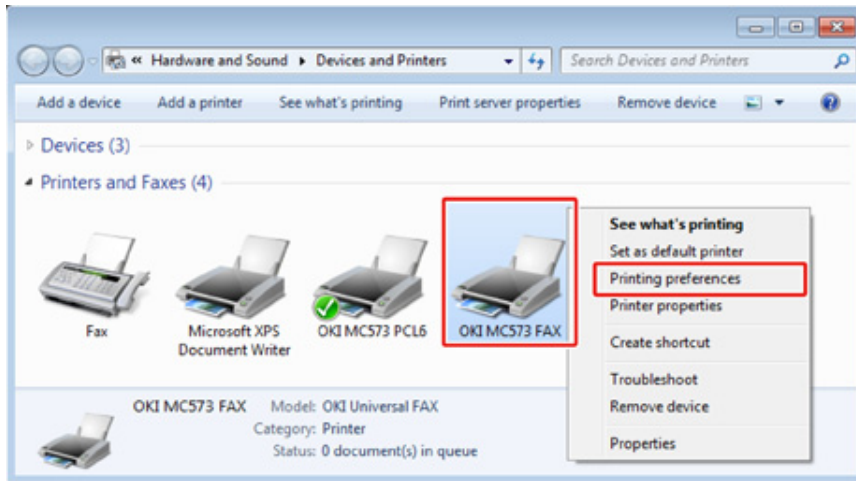 « Hardware and Sound ▸ Devices and Printers
Search Devices and Printers
Add a device Add a printer See what's printing Print server properties Remove device
Devices (3)
Printers and Faxes (4)
Fax
Microsoft XPS
Document Writer
OKI MC573 PCL6
OKI MC573 FAX
See what's printing
Set as default printer
Printing preferences
Printer properties
Create shortcut
Troubleshoot
Remove device
Properties
OKI MC573 FAX Model: OKI Universal FAX
Category: Printer
Status: 0 document(s) in queue